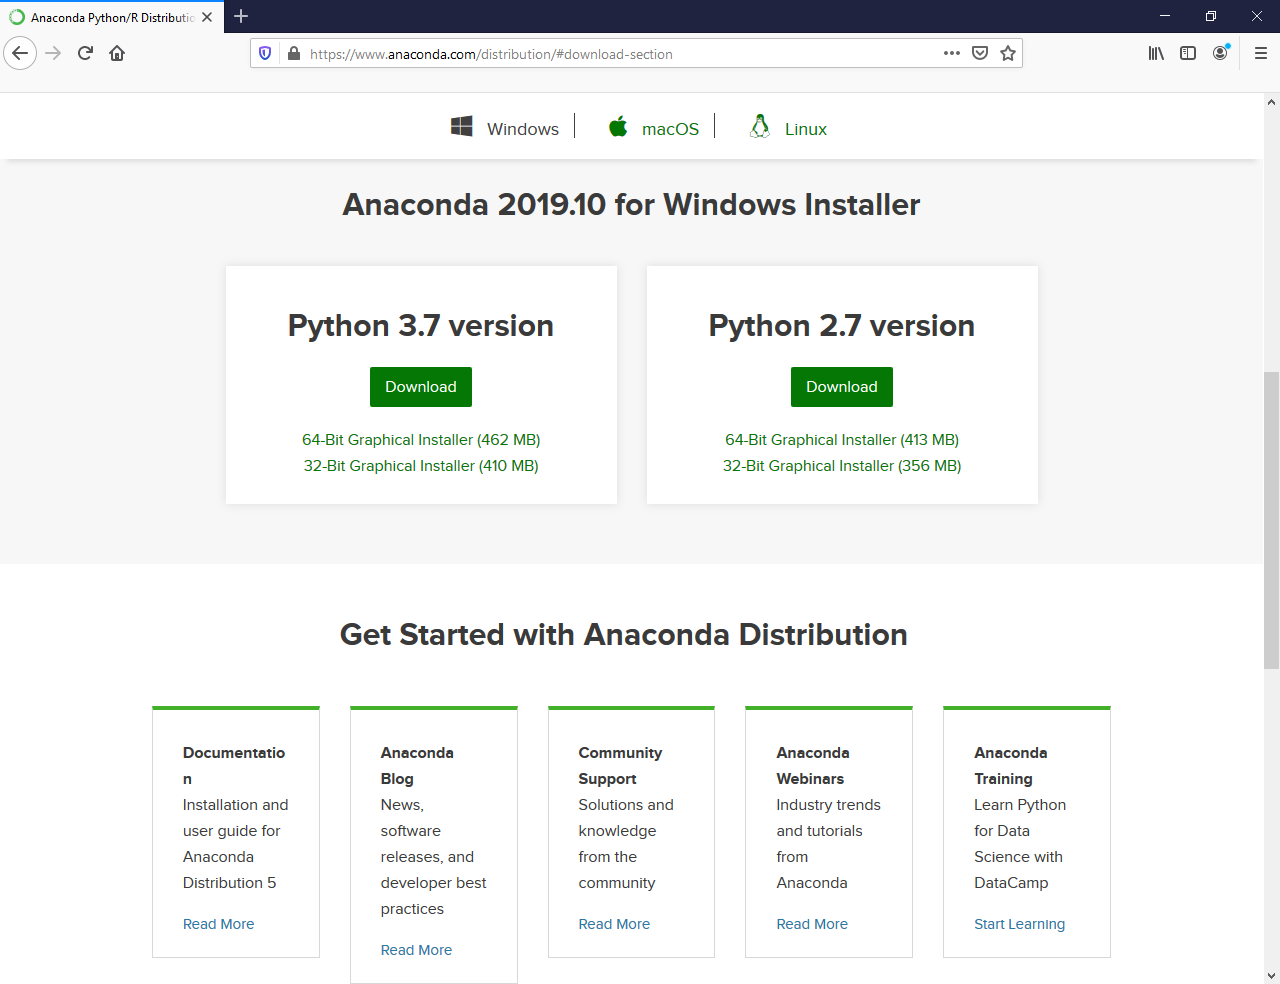 Anaconda Python/R Distributio
https://www.anaconda.com/distribution/#download-section
Windows
macOS
Linux
Anaconda 2019.10 for Windows Installer
Python 3.7 version
Download
64-Bit Graphical Installer (462 MB)
32-Bit Graphical Installer (410 MB)
Python 2.7 version
Download
64-Bit Graphical Installer (413 MB)
32-Bit Graphical Installer (356 MB)
Get Started with Anaconda Distribution
Documentatio
n
Installation and
user guide for
Anaconda
Distribution 5
Read More
Anaconda
Blog
News,
software
releases, and
developer best
practices
Read More
Community
Support
Solutions and
knowledge
from the
community
Read More
Anaconda
Webinars
Industry trends
and tutorials
from
Anaconda
Read More
Anaconda
Training
Learn Python
for Data
Science with
DataCamp
Start Learning